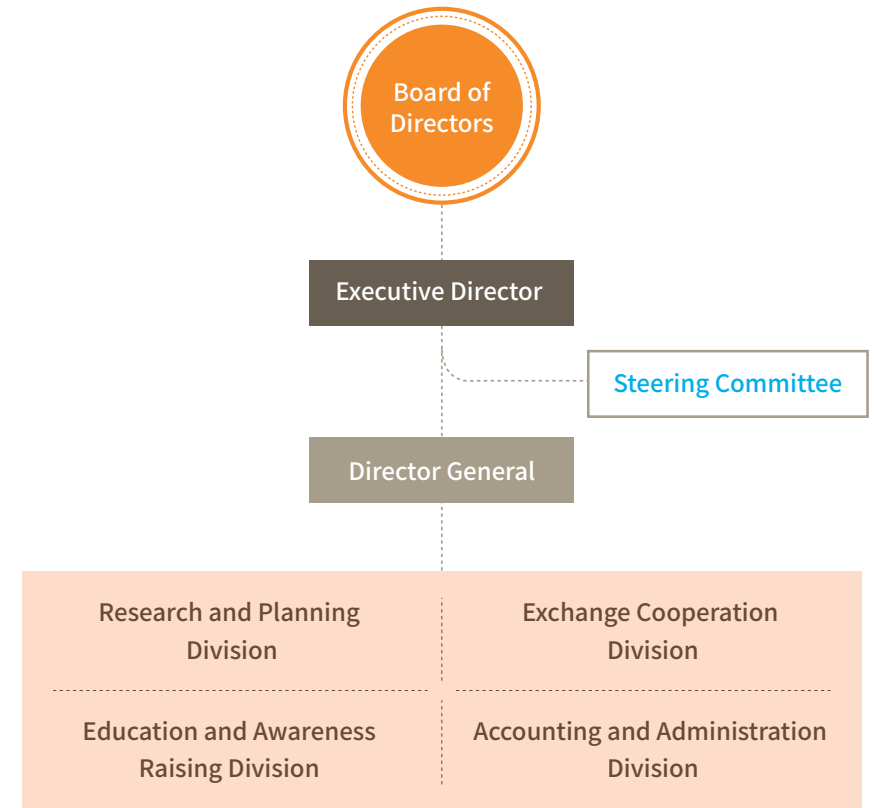 Board of
Directors
Executive Director
Steering Committee
Director General
Research and Planning
Division
Exchange Cooperation
Division
Education and Awareness
Raising Division
Accounting and Administration
Division